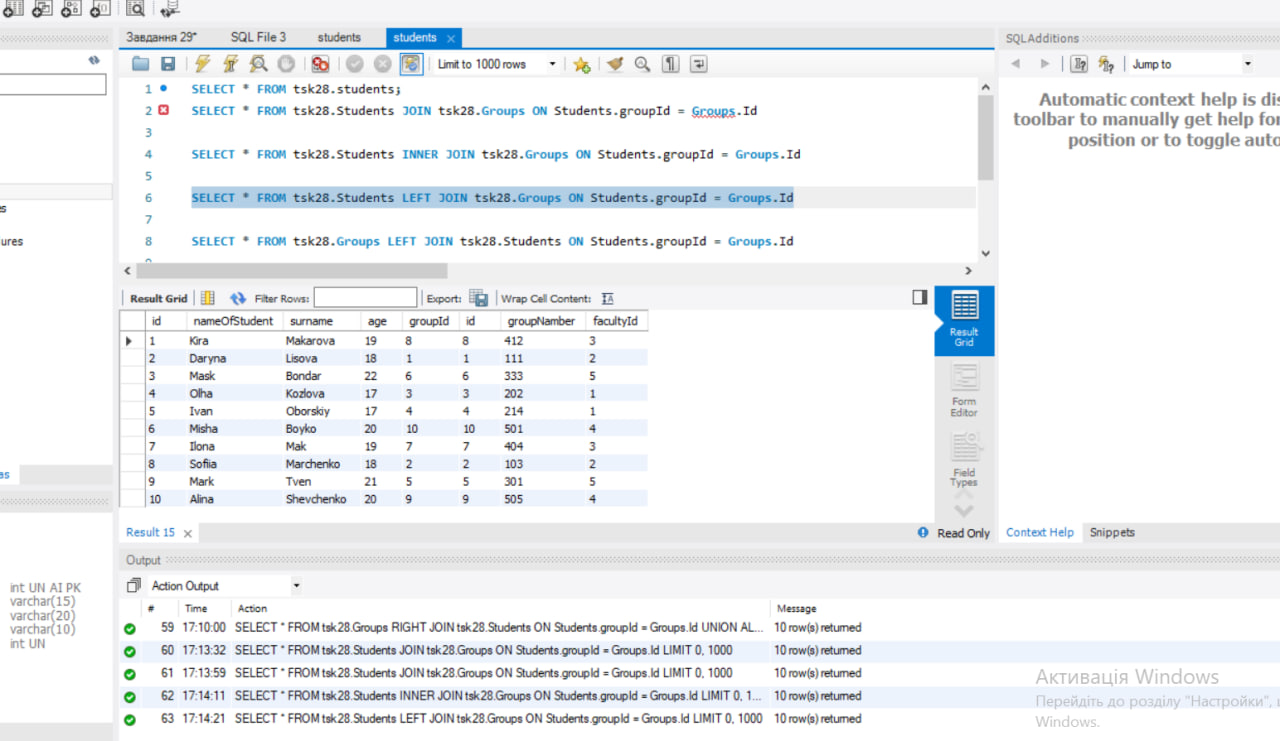 Завдання 29* SQL File 3 students students
SQLAdditions
Limit to 1000 rows
Jump to
1 SELECT * FROM tsk28.students;
2 SELECT * FROM tsk28.Students JOIN tsk28.Groups ON Students.groupId = Groups.Id
3
4 SELECT * FROM tsk28.Students INNER JOIN tsk28.Groups ON Students.groupId = Groups.Id
5
6 SELECT * FROM tsk28.Students LEFT JOIN tsk28.Groups ON Students.groupId = Groups.Id
7
8 SELECT * FROM tsk28.Groups LEFT JOIN tsk28.Students ON Students.groupId = Groups.Id
Automatic context help is dis
toolbar to manually get help for
position or to toggle auto
es
ures
as
Result Grid Filter Rows: Export: Wrap Cell Content:
id nameOfStudent surname age groupId id groupNamber facultyId
1 Kira Makarova 19 8 8 412 3
2 Daryna Lisova 18 1 1 111 2
3 Mask Bondar 22 6 6 333 5
4 Olha Kozlova 17 3 3 202 1
5 Ivan Oborskiy 17 4 4 214 1
6 Misha Boyko 20 10 10 501 4
7 Ilona Mak 19 7 7 404 3
8 Sofiia Marchenko 18 2 2 103 2
9 Mark Tven 21 5 5 301 5
10 Alina Shevchenko 20 9 9 505 4
Result
Grid
Form
Editor
Field
Types
Result 15
Read Only
Context Help Snippets
int UN AI PK
varchar(15)
varchar(20)
varchar(10)
int UN
Output
Action Output
# Time Action Message
59 17:10:00 SELECT * FROM tsk28.Groups RIGHT JOIN tsk28.Students ON Students.groupId = Groups.Id UNION AL... 10 row(s) returned
60 17:13:32 SELECT * FROM tsk28.Students JOIN tsk28.Groups ON Students.groupId = Groups.Id LIMIT 0, 1000 10 row(s) returned
61 17:13:59 SELECT * FROM tsk28.Students JOIN tsk28.Groups ON Students.groupId = Groups.Id LIMIT 0, 1000 10 row(s) returned
62 17:14:11 SELECT * FROM tsk28.Students INNER JOIN tsk28.Groups ON Students.groupId = Groups.Id LIMIT 0, 1... 10 row(s) returned
63 17:14:21 SELECT * FROM tsk28.Students LEFT JOIN tsk28.Groups ON Students.groupId = Groups.Id LIMIT 0, 1000 10 row(s) returned
Активація Windows
Перейдіть до розділу "Настройки",
Windows.